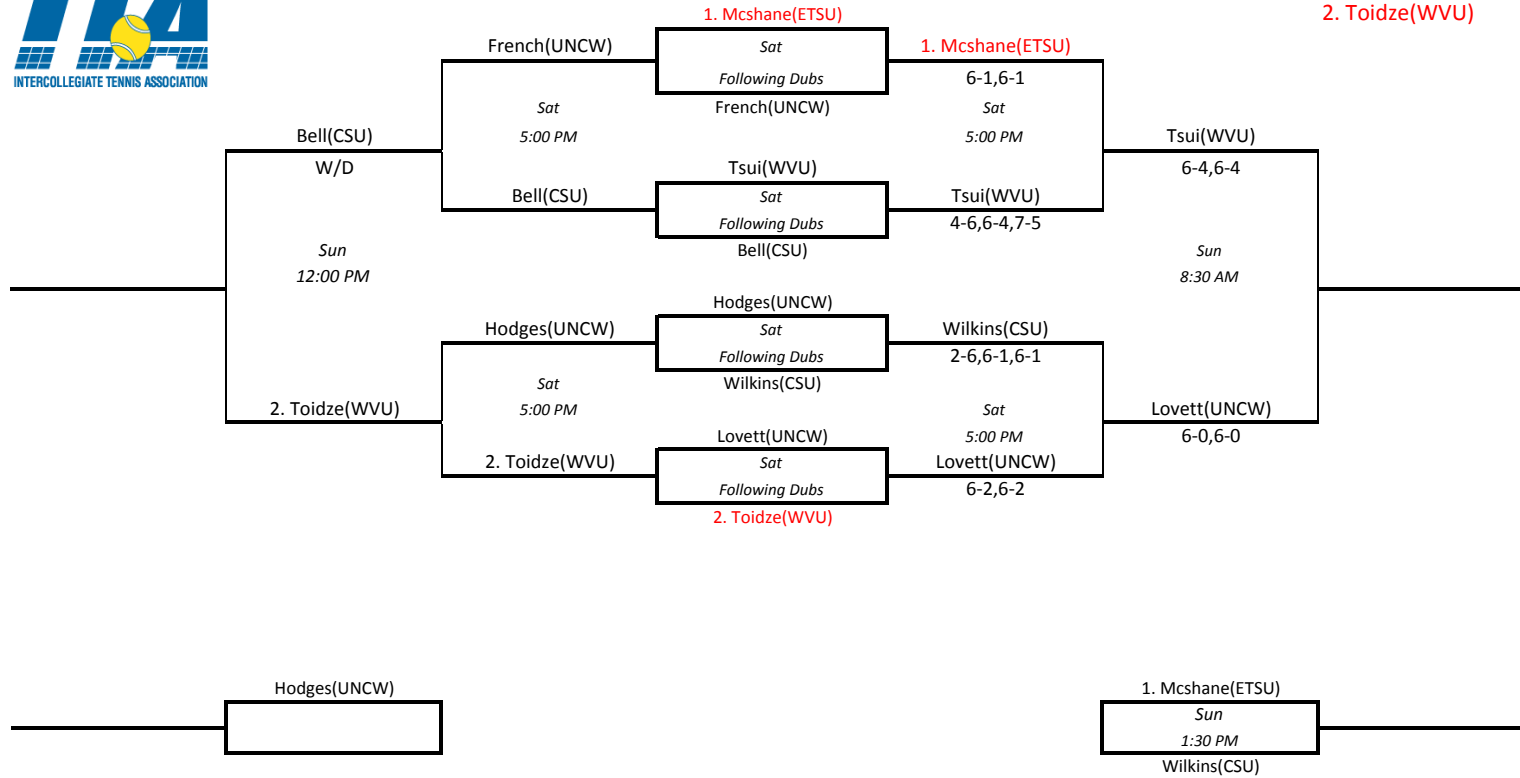 ITA
INTERCOLLEGIATE TENNIS ASSOCIATION
2. Toidze(WVU)
1. Mcshane(ETSU)
French(UNCW)
Sat
1. Mcshane(ETSU)
Following Dubs
6-1,6-1
Sat
French(UNCW)
Sat
Bell(CSU)
5:00 PM
5:00 PM
Tsui(WVU)
W/D
Tsui(WVU)
6-4,6-4
Bell(CSU)
Sat
Tsui(WVU)
Following Dubs
4-6,6-4,7-5
Sun
Bell(CSU)
Sun
12:00 PM
8:30 AM
Hodges(UNCW)
Hodges(UNCW)
Sat
Wilkins(CSU)
Following Dubs
2-6,6-1,6-1
Sat
Wilkins(CSU)
2. Toidze(WVU)
5:00 PM
Sat
Lovett(UNCW)
Lovett(UNCW)
5:00 PM
6-0,6-0
2. Toidze(WVU)
Sat
Lovett(UNCW)
Following Dubs
6-2,6-2
2. Toidze(WVU)
Hodges(UNCW)
1. Mcshane(ETSU)
Sun
1:30 PM
Wilkins(CSU)